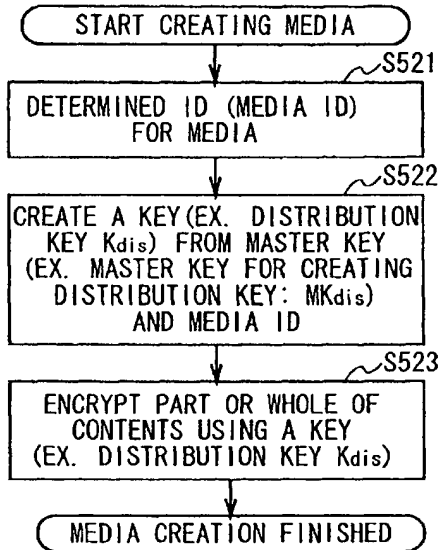 START CREATING MEDIA
S521
DETERMINED ID (MEDIA ID)
FOR MEDIA
S522
CREATE A KEY(EX. DISTRIBUTION
KEY Kdis) FROM MASTER KEY
(EX. MASTER KEY FOR CREATING
DISTRIBUTION KEY: MKdis)
AND MEDIA ID
S523
ENCRYPT PART OR WHOLE OF
CONTENTS USING A KEY
(EX. DISTRIBUTION KEY Kdis)
MEDIA CREATION FINISHED